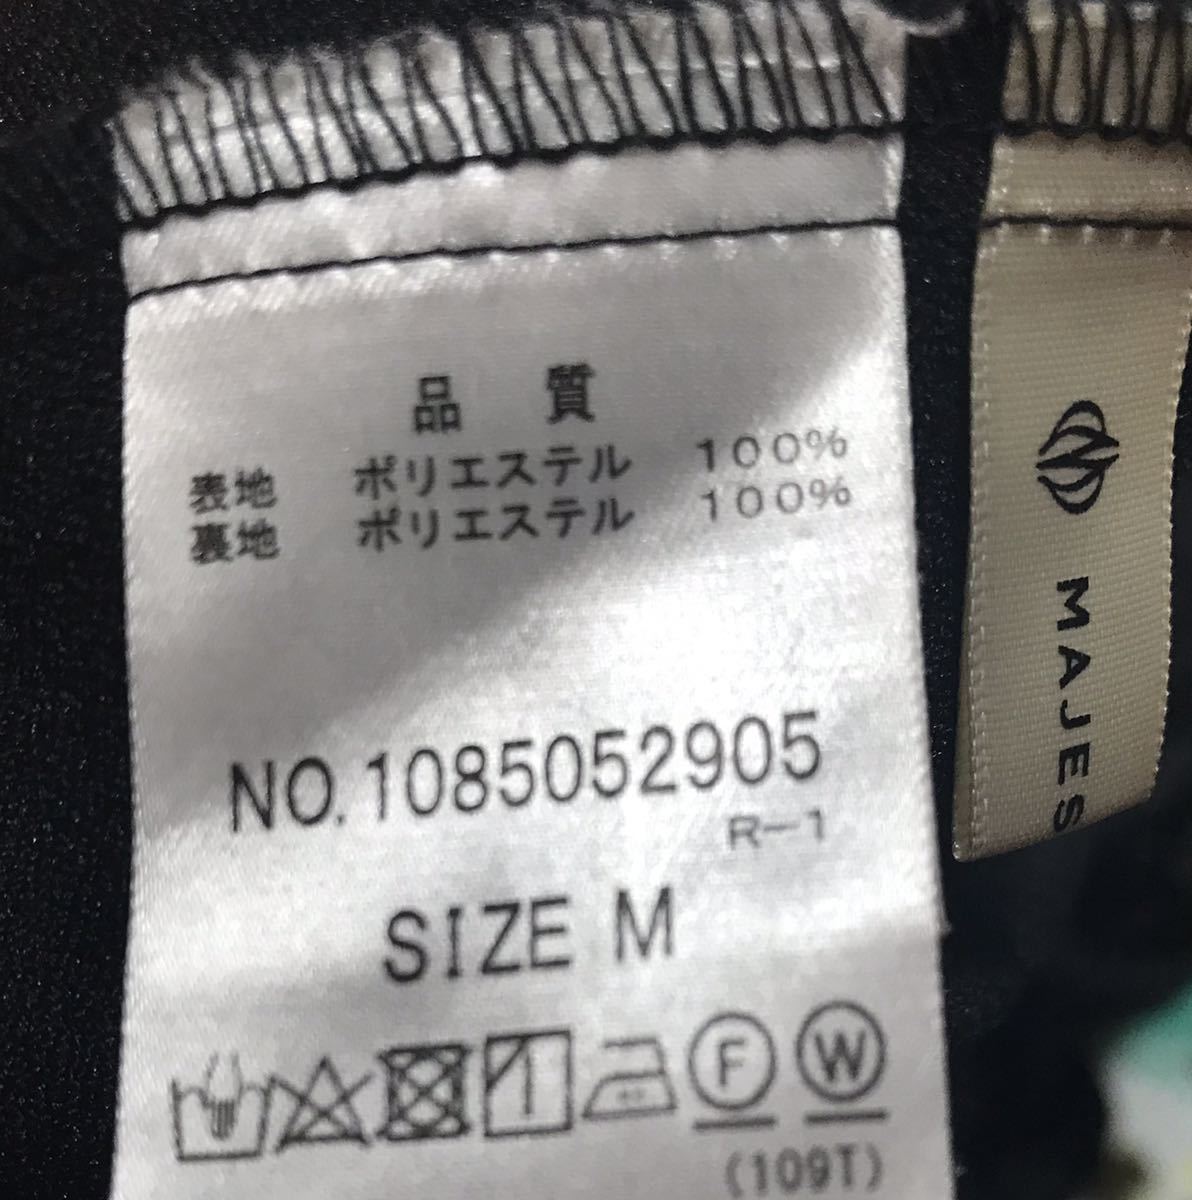 品 質
表地 ポリエステル 100%
裏地 ポリエステル 100%
NO.1085052905
R-1
SIZE M
F W
(109T)
MAJES